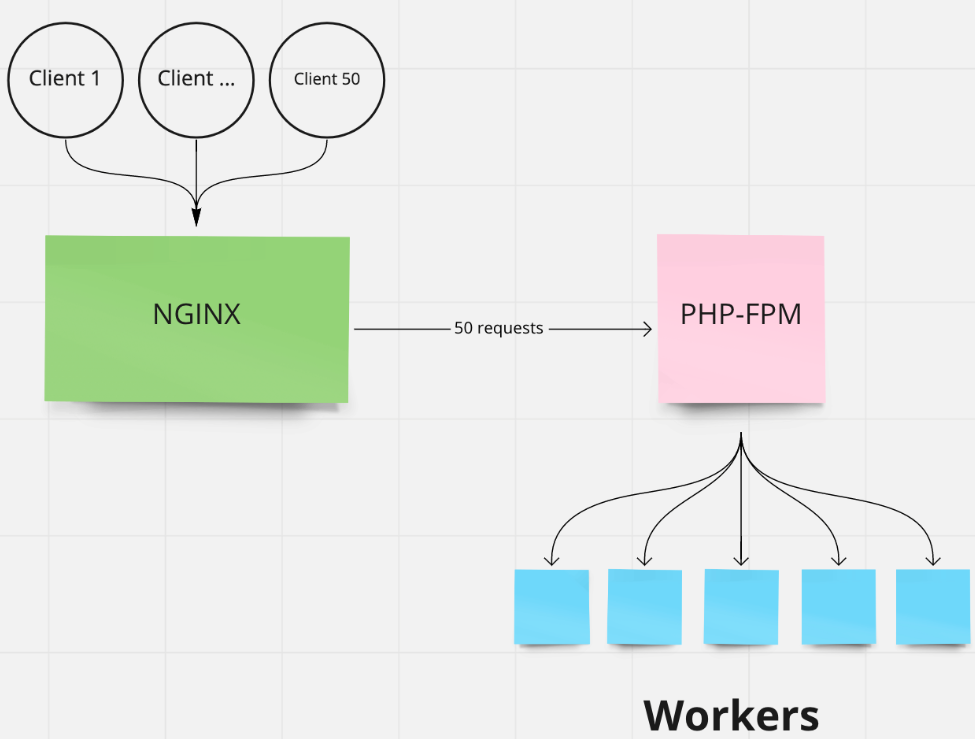 Client 1
Client ...
Client 50
NGINX
50 requests
PHP-FPM
Workers